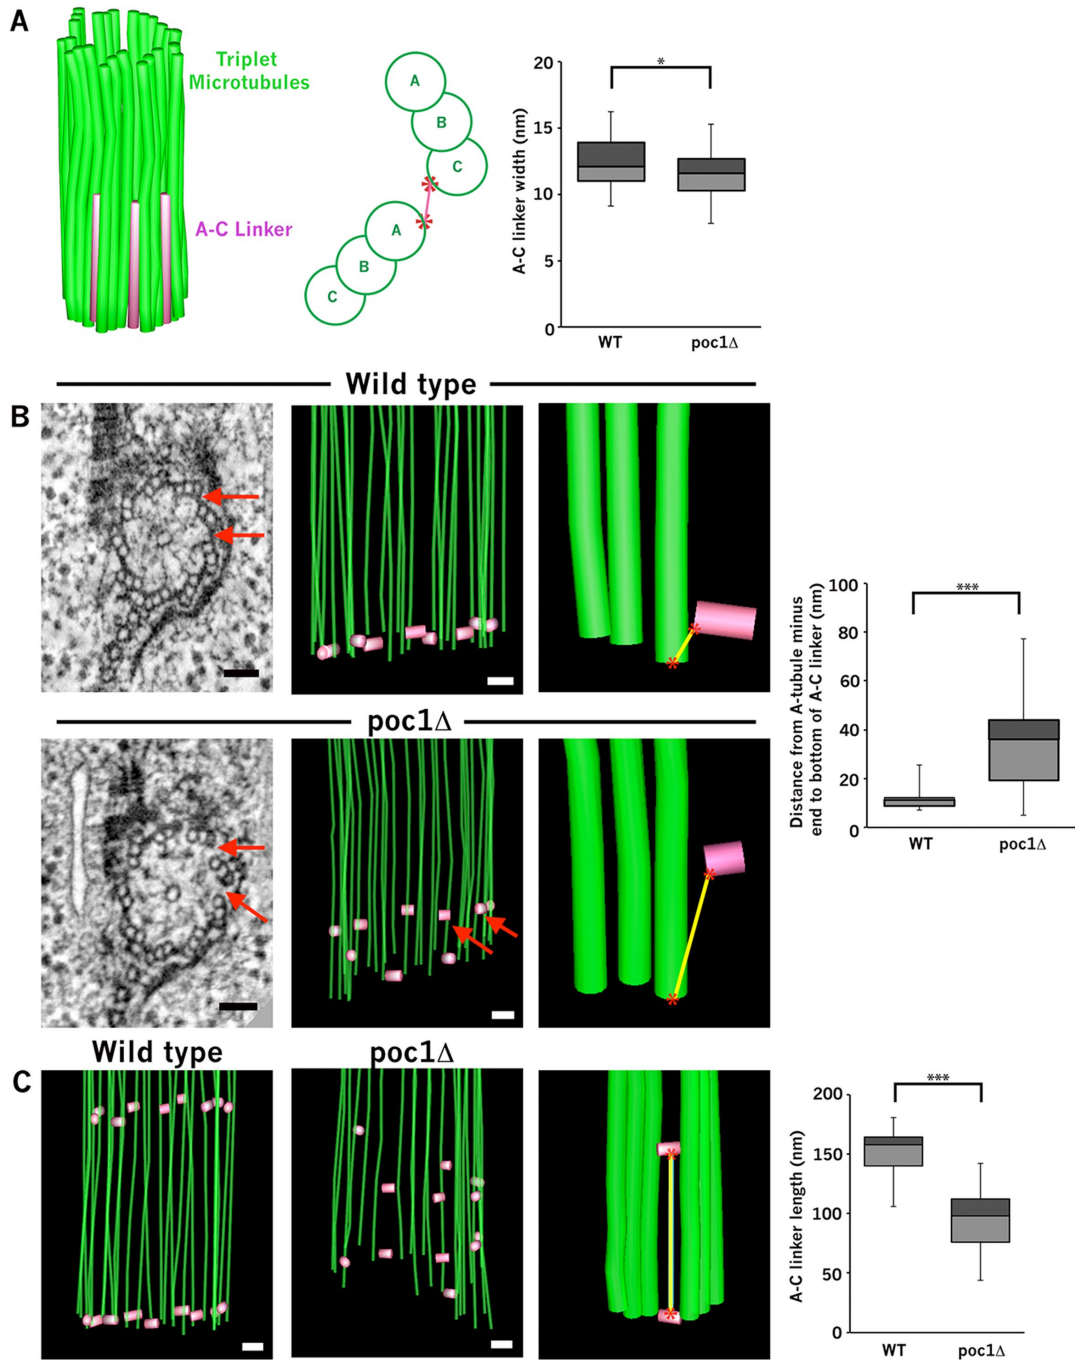 A
Triplet
Microtubules
A-C Linker
A
B
C
A
B
C
A-C linker width (nm)
20
15
10
5
0
*
WT
poc1Δ
Wild type
B
poc1Δ
Distance from A-tubule minus
end to bottom of A-C linker (nm)
100
80
60
40
20
0
***
WT
poc1Δ
Wild type
poc1Δ
C
A-C linker length (nm)
200
150
100
50
0
***
WT
poc1Δ